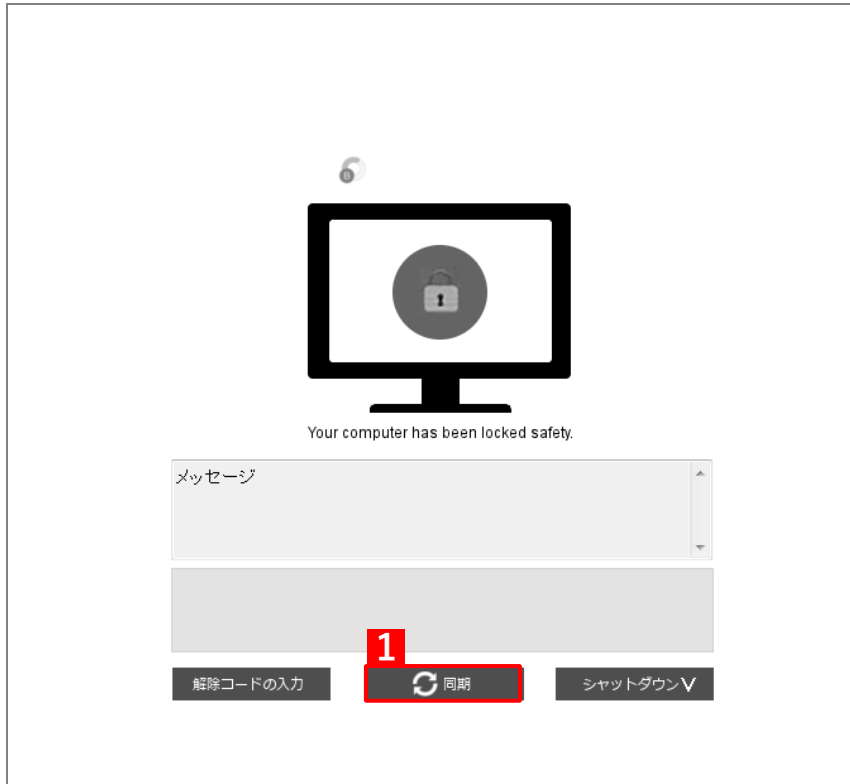 B
Your computer has been locked safety.
メッセージ
1
解除コードの入力
同期
シャットダウン